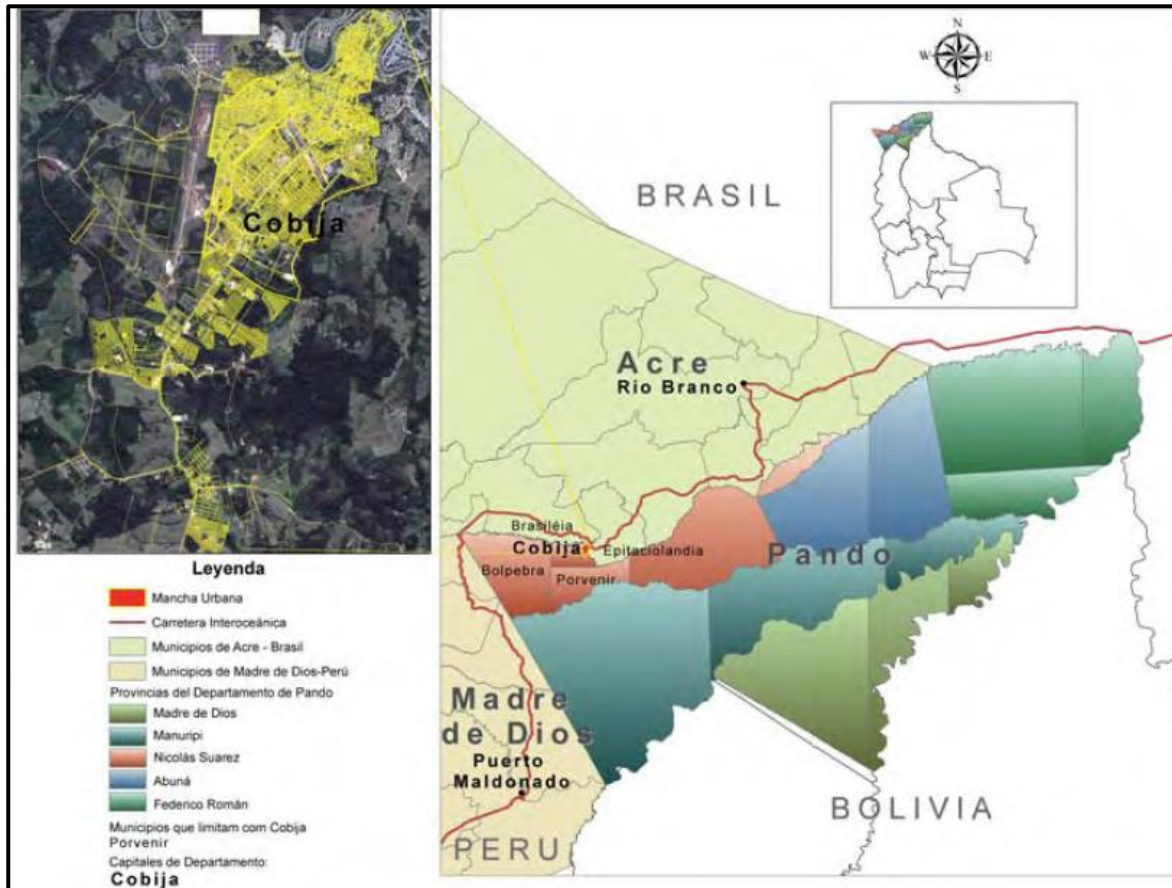 Cobija
Leyenda
Mancha Urbana
Carretera Interoceánica
Municipios de Acre - Brasil
Municipios de Madre de Dios-Perú
Provincias del Departamento de Pando
Madre de Dios
Manuripi
Nicolás Suarez
Abuná
Federico Román
Municipios que limitam com Cobija
Porvenir
Capitales de Departamento:
Cobija
N
W
E
S
BRASIL
Acre
Rio Branco
Brasiléia
Cobija
Epitaciolandia
Bolpebra
Porvenir
Pando
Madre
de Dios
Puerto
Maldonado
BOLIVIA
PERU